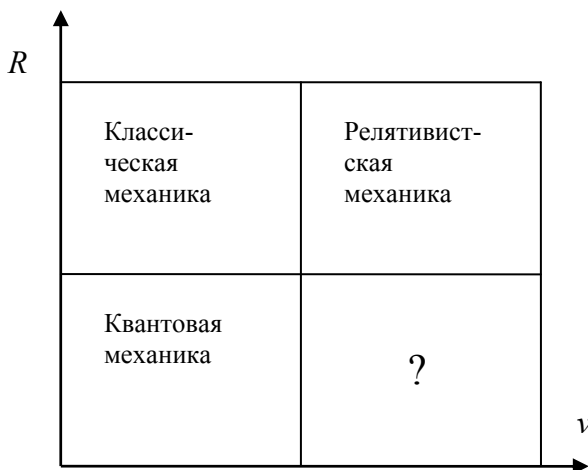 R
Класси-
ческая
механика
Релятивист-
ская
механика
Квантовая
механика
?
v